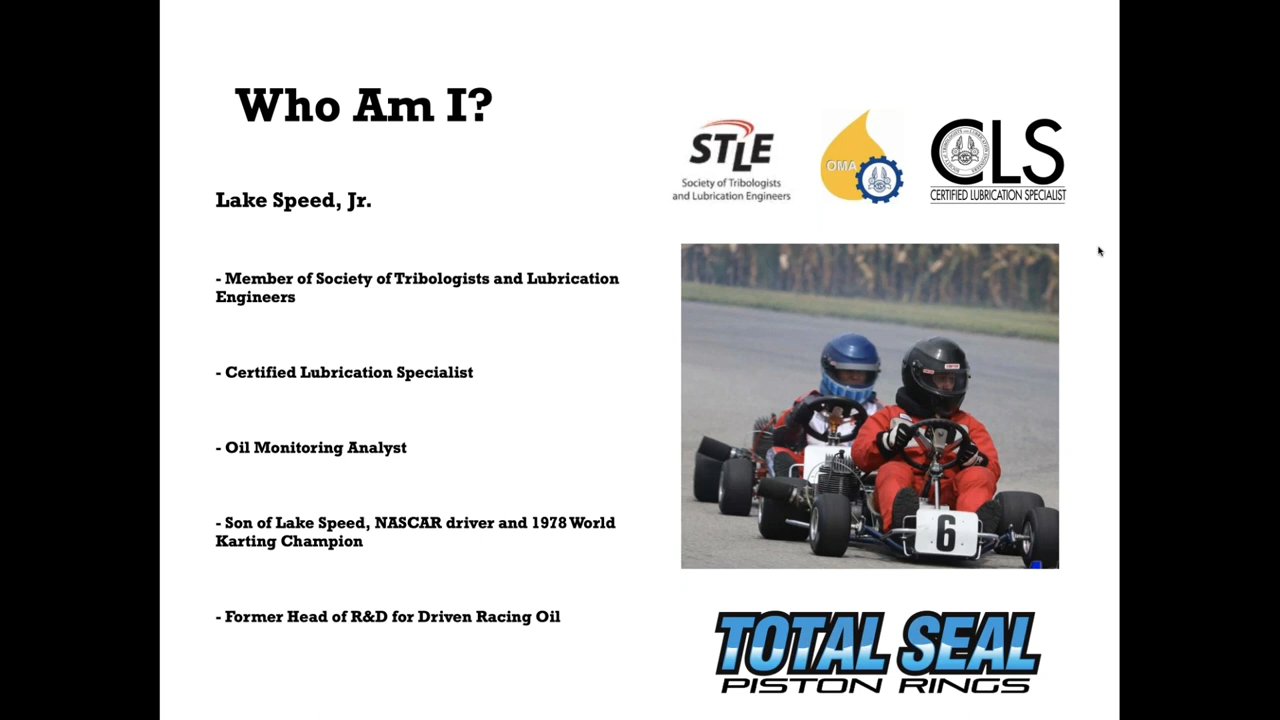 Who Am I?
Lake Speed, Jr.
- Member of Society of Tribologists and Lubrication
Engineers
- Certified Lubrication Specialist
- Oil Monitoring Analyst
- Son of Lake Speed, NASCAR driver and 1978 World
Karting Champion
- Former Head of R&D for Driven Racing Oil
STLE
Society of Tribologists
and Lubrication Engineers
OMA
CLS
CERTIFIED LUBRICATION SPECIALIST
6
TOTAL SEAL
PISTON RINGS